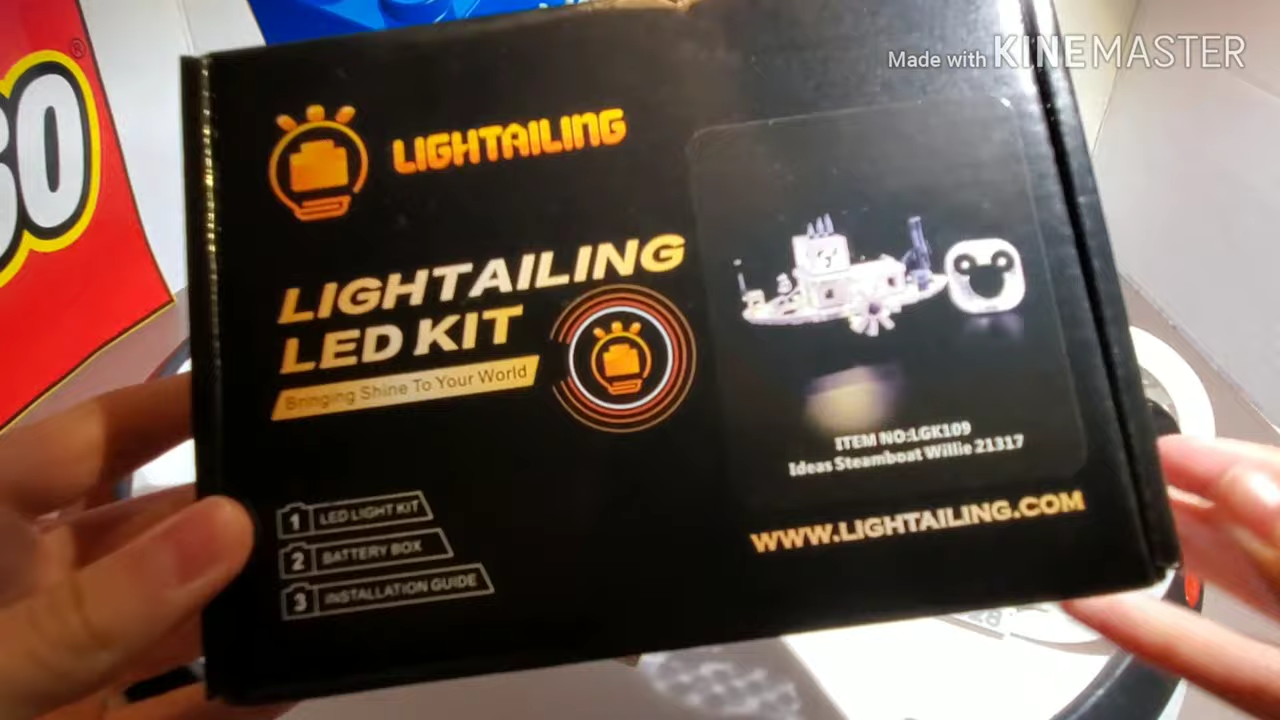 Made with KINEMASTER
LIGHTAILING
LIGHTAILING
LED KIT
Bringing Shine To Your World
ITEM NO:LGK109
Ideas Steamboat Willie 21317
WWW.LIGHTAILING.COM
1 LED LIGHT KIT
2 BATTERY BOX
3 INSTALLATION GUIDE